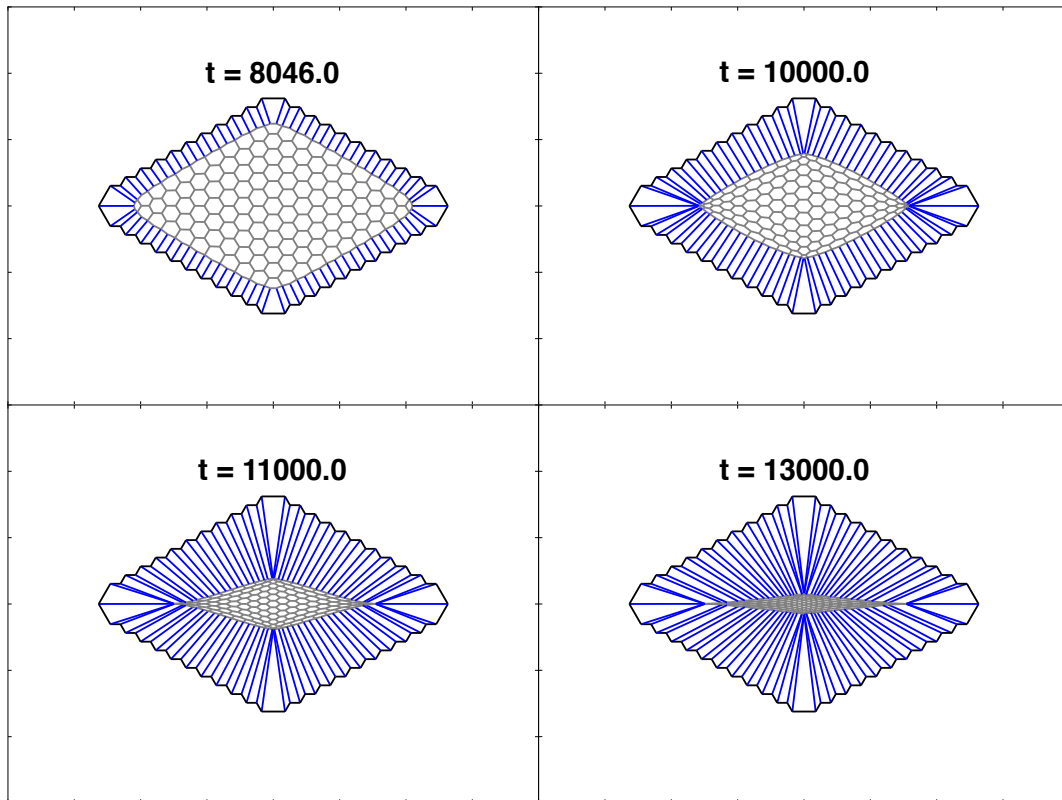 t = 8046.0
t = 10000.0
t = 11000.0
t = 13000.0